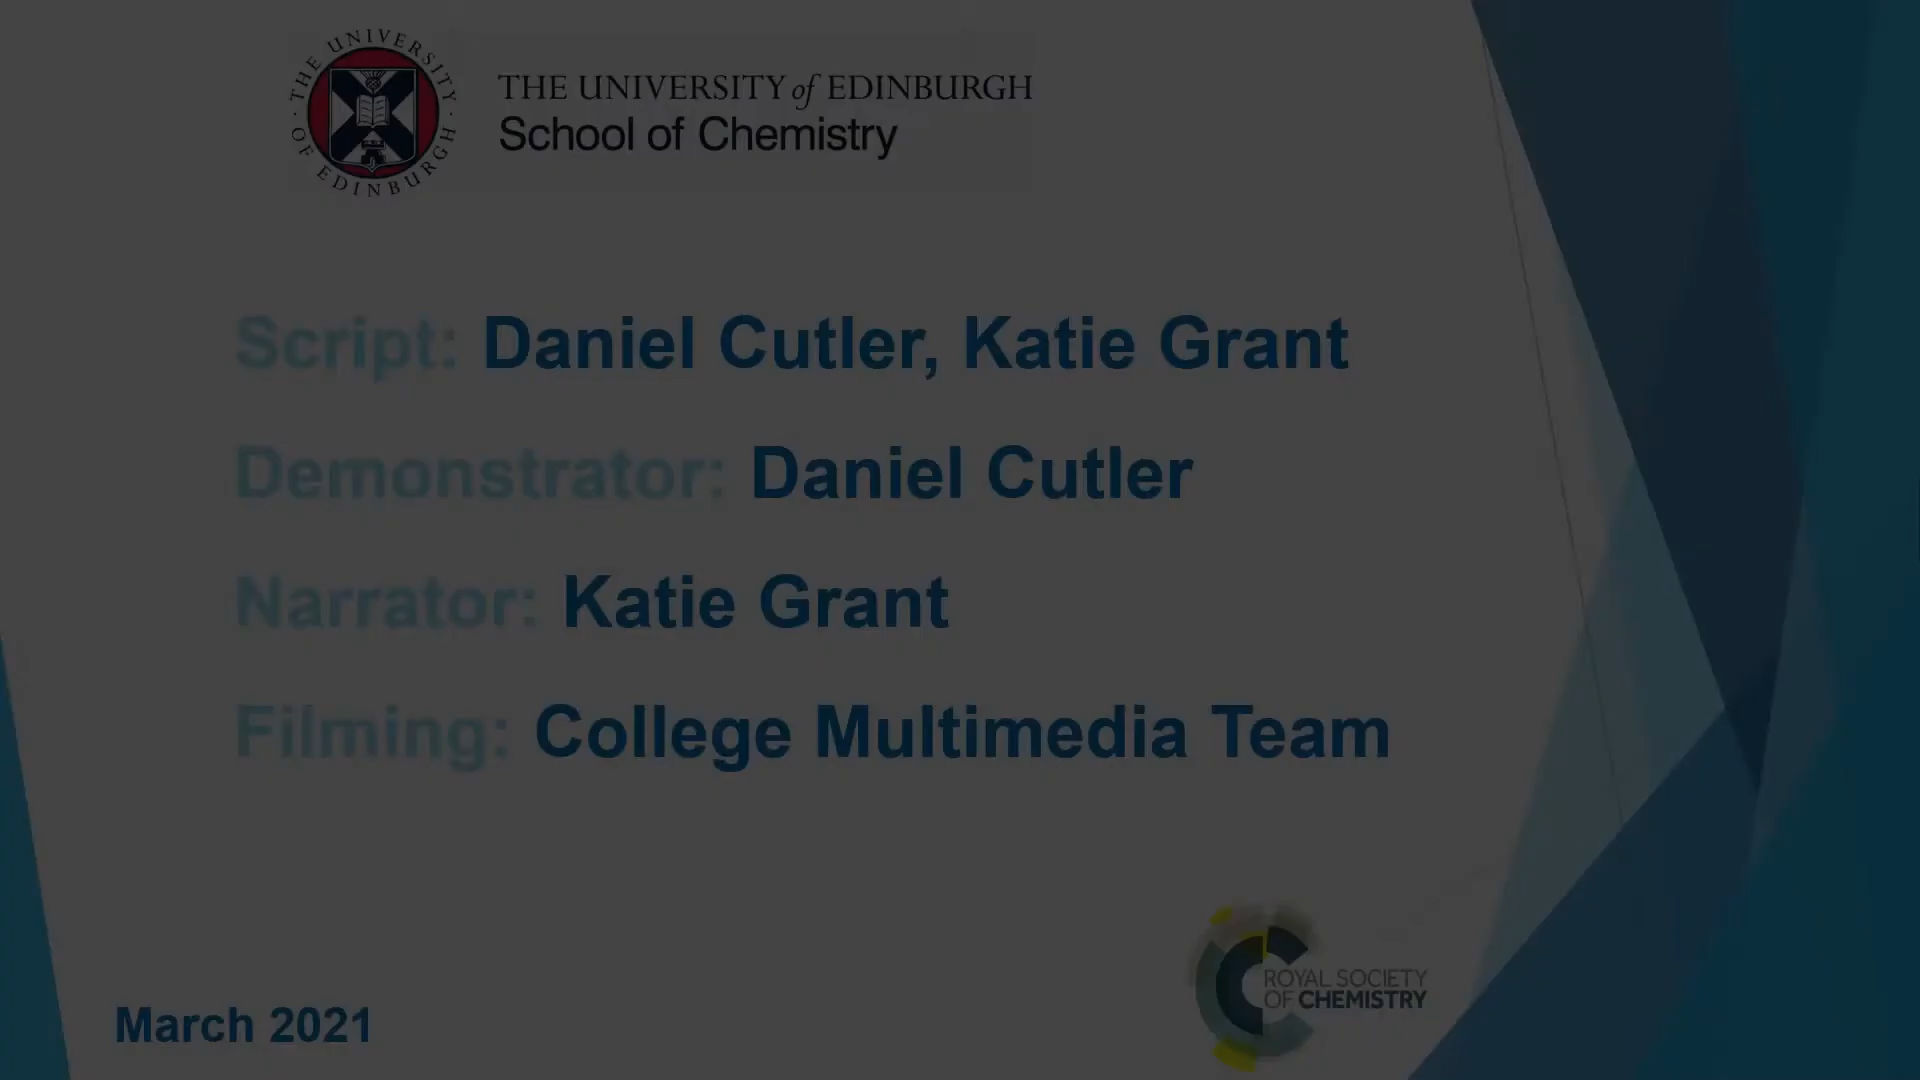 THE UNIVERSITY OF EDINBURGH
THE UNIVERSITY of EDINBURGH
School of Chemistry
Script: Daniel Cutler, Katie Grant
Demonstrator: Daniel Cutler
Narrator: Katie Grant
Filming: College Multimedia Team
ROYAL SOCIETY
OF CHEMISTRY
March 2021